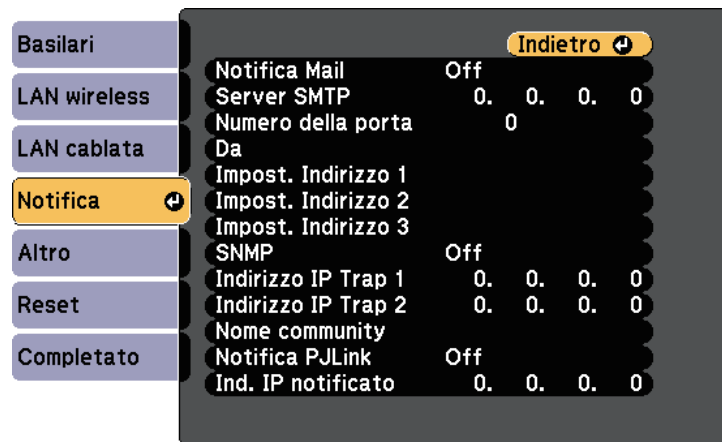 Basilari
LAN wireless
LAN cablata
Notifica
Altro
Reset
Completato
Indietro
Notifica Mail Off
Server SMTP 0. 0. 0. 0
Numero della porta 0
Da
Impost. Indirizzo 1
Impost. Indirizzo 2
Impost. Indirizzo 3
SNMP Off
Indirizzo IP Trap 1 0. 0. 0. 0
Indirizzo IP Trap 2 0. 0. 0. 0
Nome community
Notifica PJLink Off
Ind. IP notificato 0. 0. 0. 0